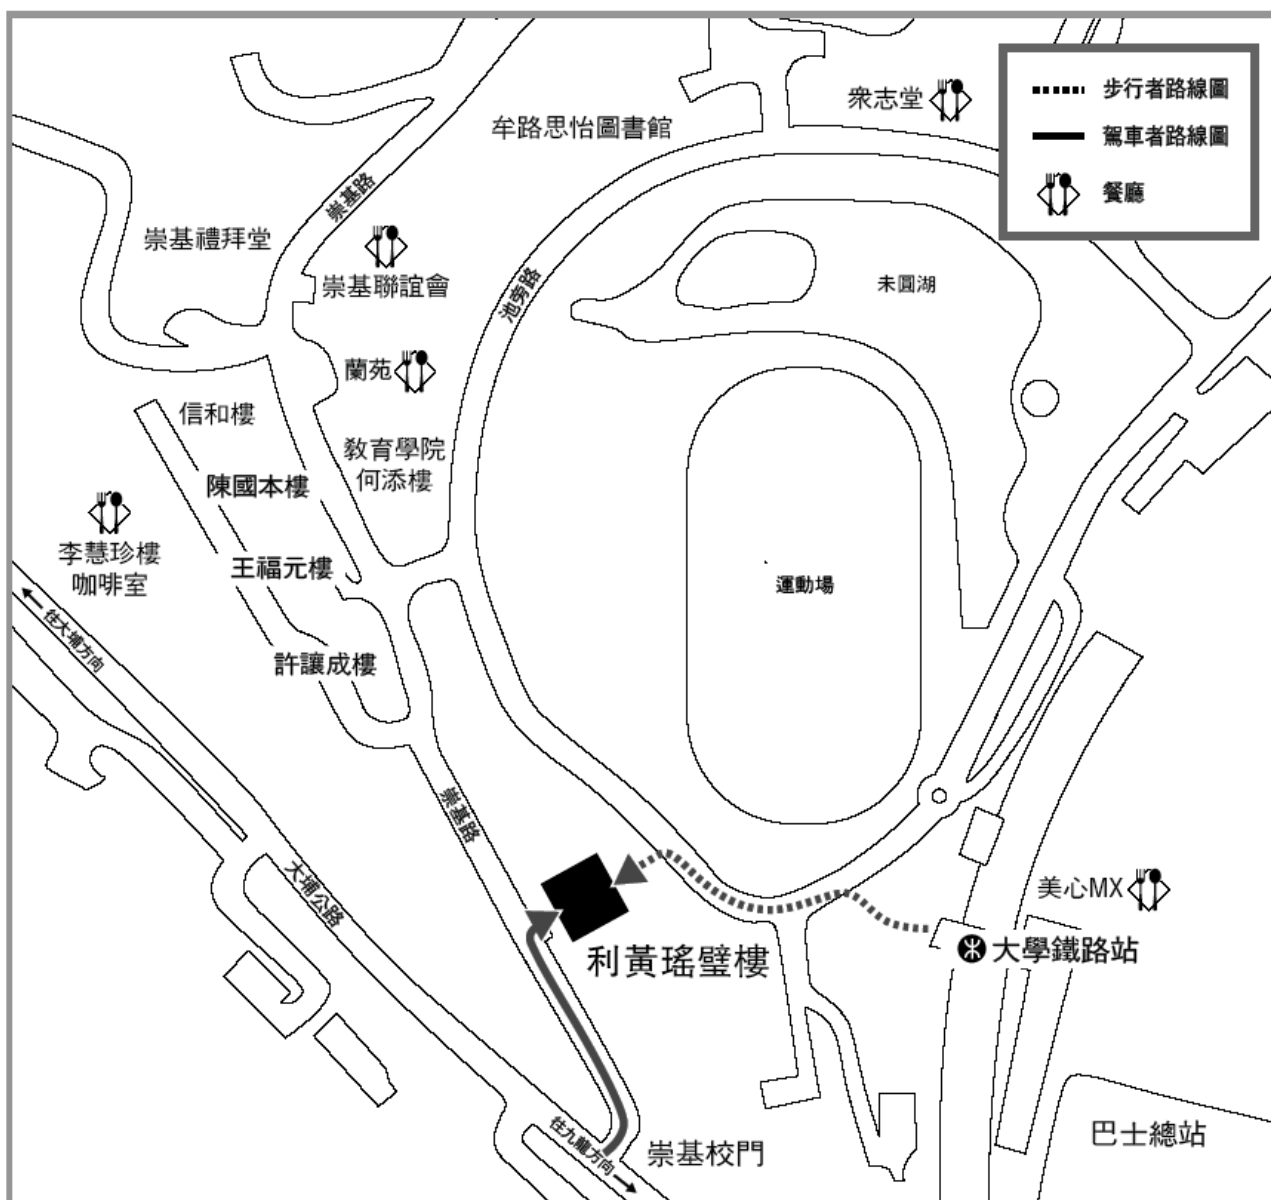 步行者路線圖
駕車者路線圖
餐廳
眾志堂
牟路思怡圖書館
崇基路
崇基禮拜堂
崇基聯誼會
池旁路
未圓湖
蘭苑
信和樓
教育學院
何添樓
陳國本樓
李慧珍樓
咖啡室
王福元樓
運動場
往大埔方向
許讓成樓
崇基路
大埔公路
美心MX
利黃瑤璧樓
大學鐵路站
往九龍方向
崇基校門
巴士總站